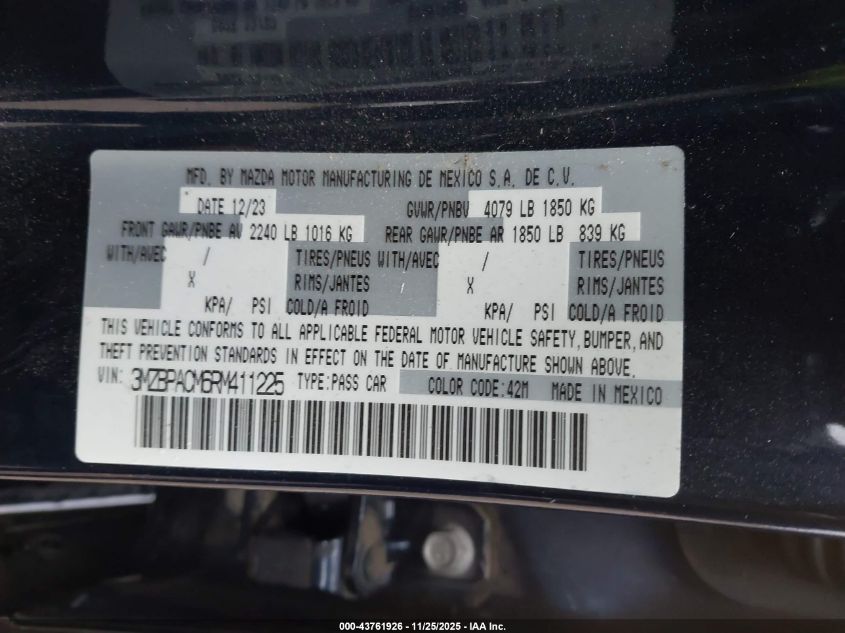 MFD. BY MAZDA MOTOR MANUFACTURING DE MEXICO S.A. DE C.V.
DATE 12/23 GVWR/PNBV 4079 LB 1850 KG
FRONT GAWR/PNBE AV 2240 LB 1016 KG REAR GAWR/PNBE AR 1850 LB 839 KG
WITH/AVEC / TIRES/PNEUS WITH/AVEC / TIRES/PNEUS
X RIMS/JANTES X RIMS/JANTES
KPA/ PSI COLD/A FROID KPA/ PSI COLD/A FROID
THIS VEHICLE CONFORMS TO ALL APPLICABLE FEDERAL MOTOR VEHICLE SAFETY, BUMPER, AND
THEFT PREVENTION STANDARDS IN EFFECT ON THE DATE OF MANUFACTURE SHOWN ABOVE.
VIN: 3MZBPACM6RM411225 TYPE:PASS CAR COLOR CODE:42M MADE IN MEXICO
000-43761926 - 11/25/2025 - IAA Inc.